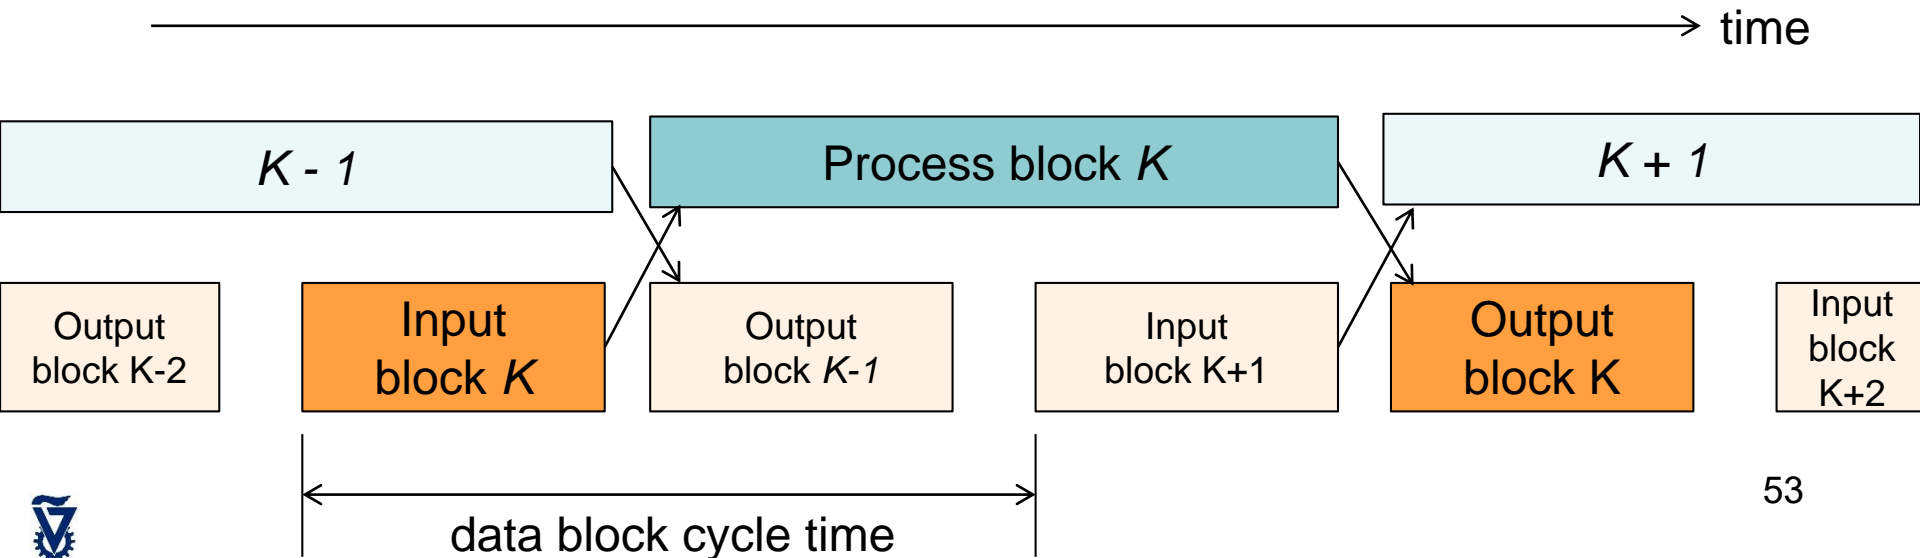 time
K - 1
Process block K
K + 1
Output
block K-2
Input
block K
Output
block K-1
Input
block K+1
Output
block K
Input
block
K+2
data block cycle time
53